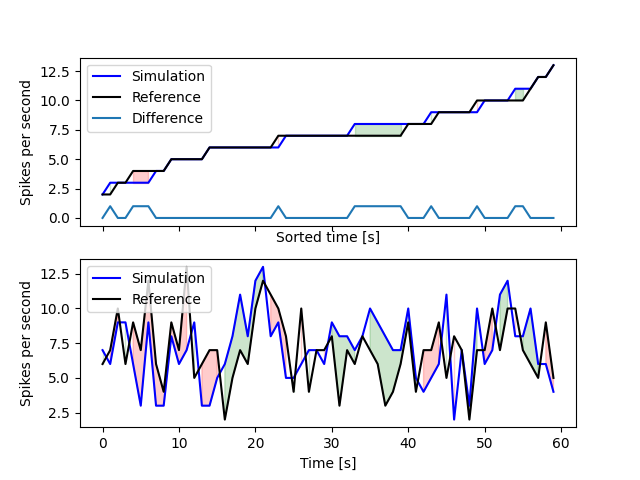 Spikes per second
12.5
10.0
7.5
5.0
2.5
0.0
Simulation
Reference
Difference
Sorted time [s]
Spikes per second
12.5
10.0
7.5
5.0
2.5
Simulation
Reference
0
10
20
30
40
50
60
Time [s]